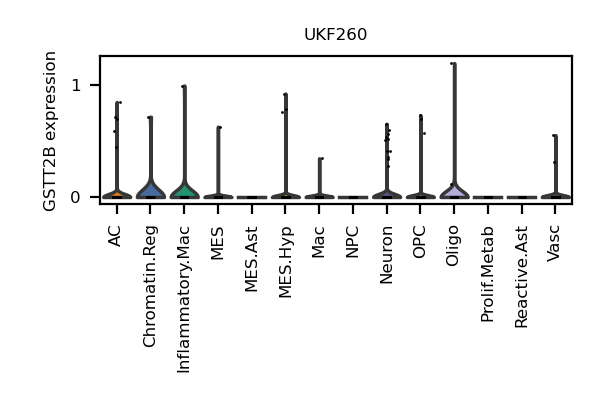 UKF260
GSTT2B expression
1
0
AC
Chromatin.Reg
Inflammatory.Mac
MES
MES.Ast
MES.Hyp
Mac
NPC
Neuron
OPC
Oligo
Prolif.Metab
Reactive.Ast
Vasc